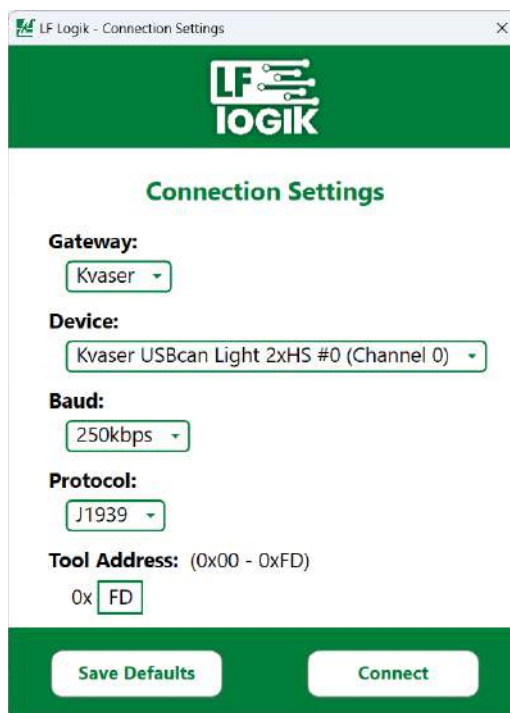 LF Logik - Connection Settings
LF
lOGIK
Connection Settings
Gateway:
Kvaser
Device:
Kvaser USBcan Light 2xHS #0 (Channel 0)
Baud:
250kbps
Protocol:
J1939
Tool Address: (0x00 - 0xFD)
0x FD
Save Defaults Connect